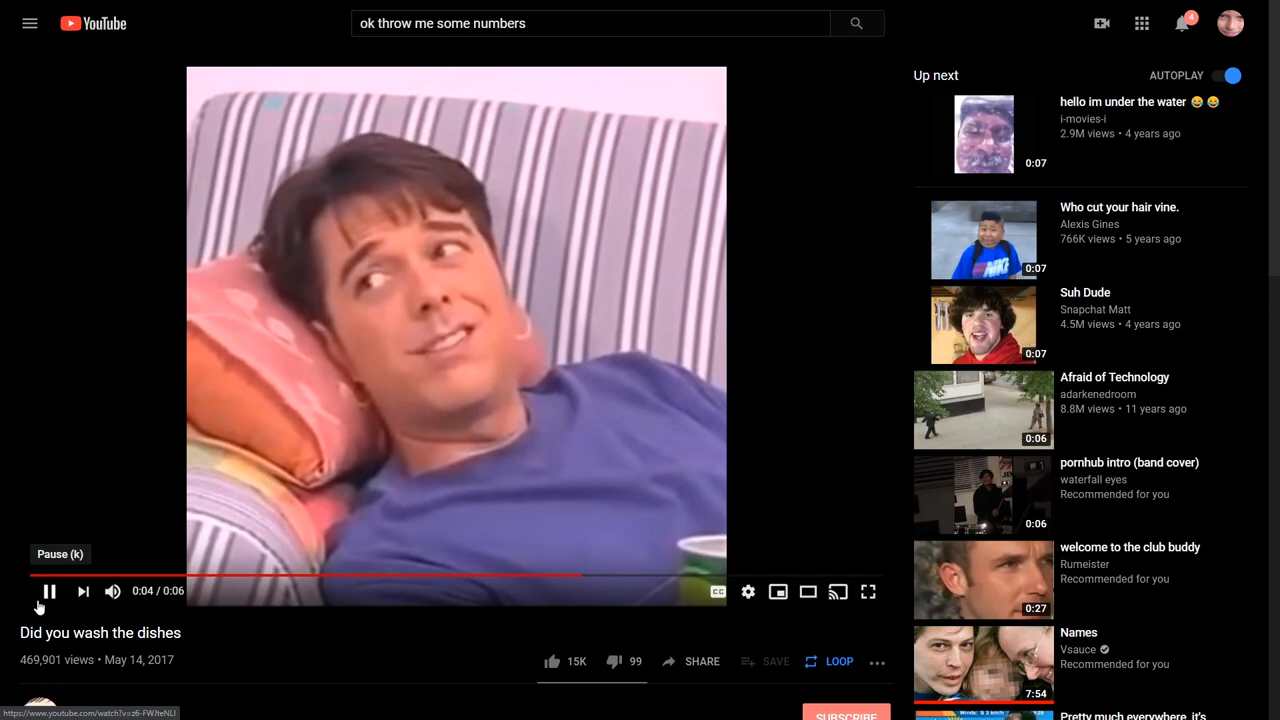 YouTube
ok throw me some numbers
4
Up next
AUTOPLAY
hello im under the water 😂 😂
i-movies-i
2.9M views • 4 years ago
0:07
Who cut your hair vine.
Alexis Gines
766K views • 5 years ago
0:07
Suh Dude
Snapchat Matt
4.5M views • 4 years ago
0:07
Afraid of Technology
adarkenedroom
8.8M views • 11 years ago
0:06
pornhub intro (band cover)
waterfall eyes
Recommended for you
0:06
welcome to the club buddy
Rumeister
Recommended for you
0:27
Names
Vsauce
Recommended for you
7:54
Pretty much everywhere, it's
Pause (k)
0:04 / 0:06
CC
Did you wash the dishes
469,901 views • May 14, 2017
15K
99
SHARE
SAVE
LOOP
SUBSCRIBE
https://www.youtube.com/watch?v=z6-FWJteNLI